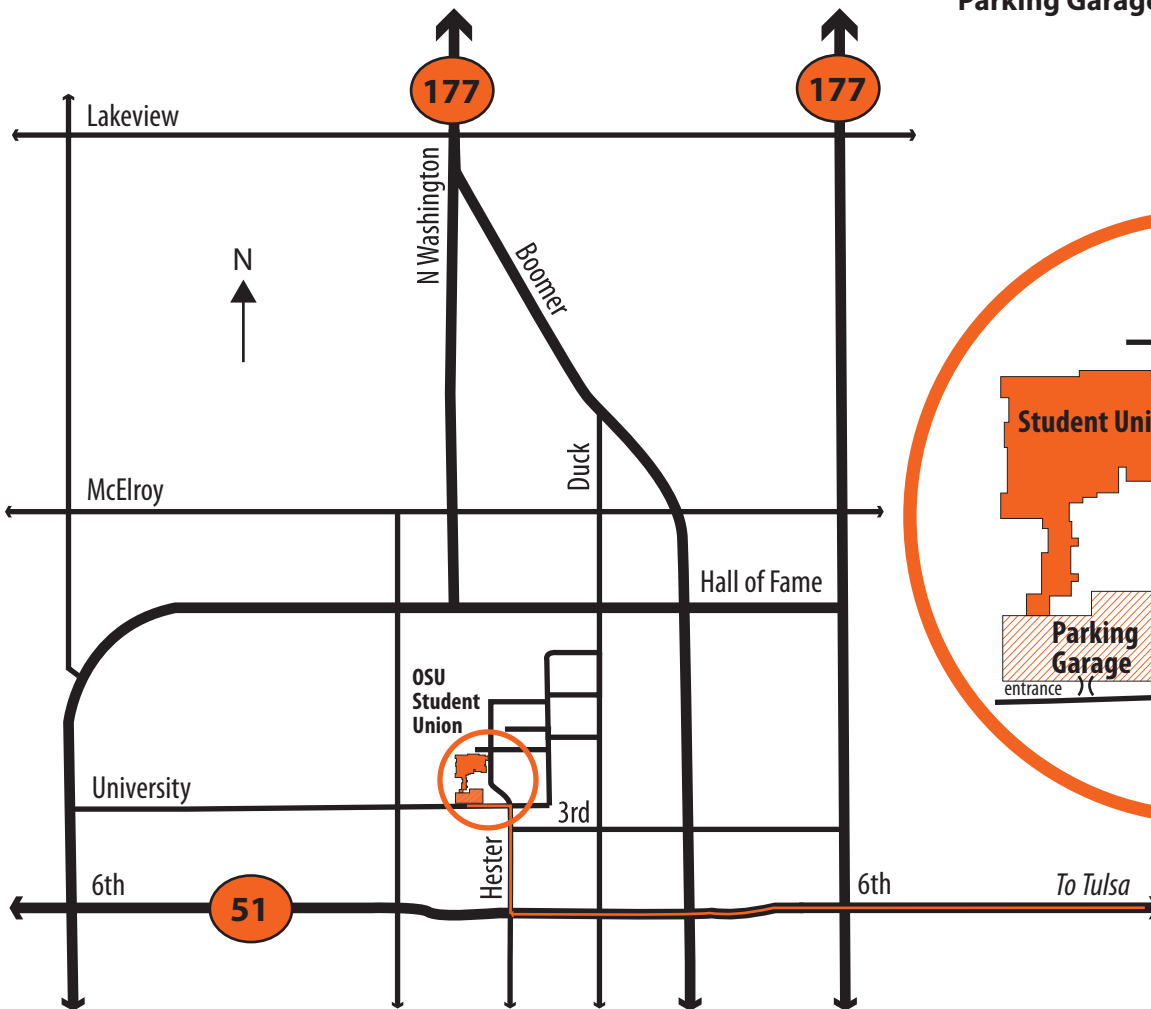 Parking Garage
177
177
Lakeview
N Washington
Boomer
N
Student Uni
Duck
McElroy
Hall of Fame
Parking
Garage
entrance
OSU
Student
Union
University
3rd
Hester
6th
51
6th
To Tulsa